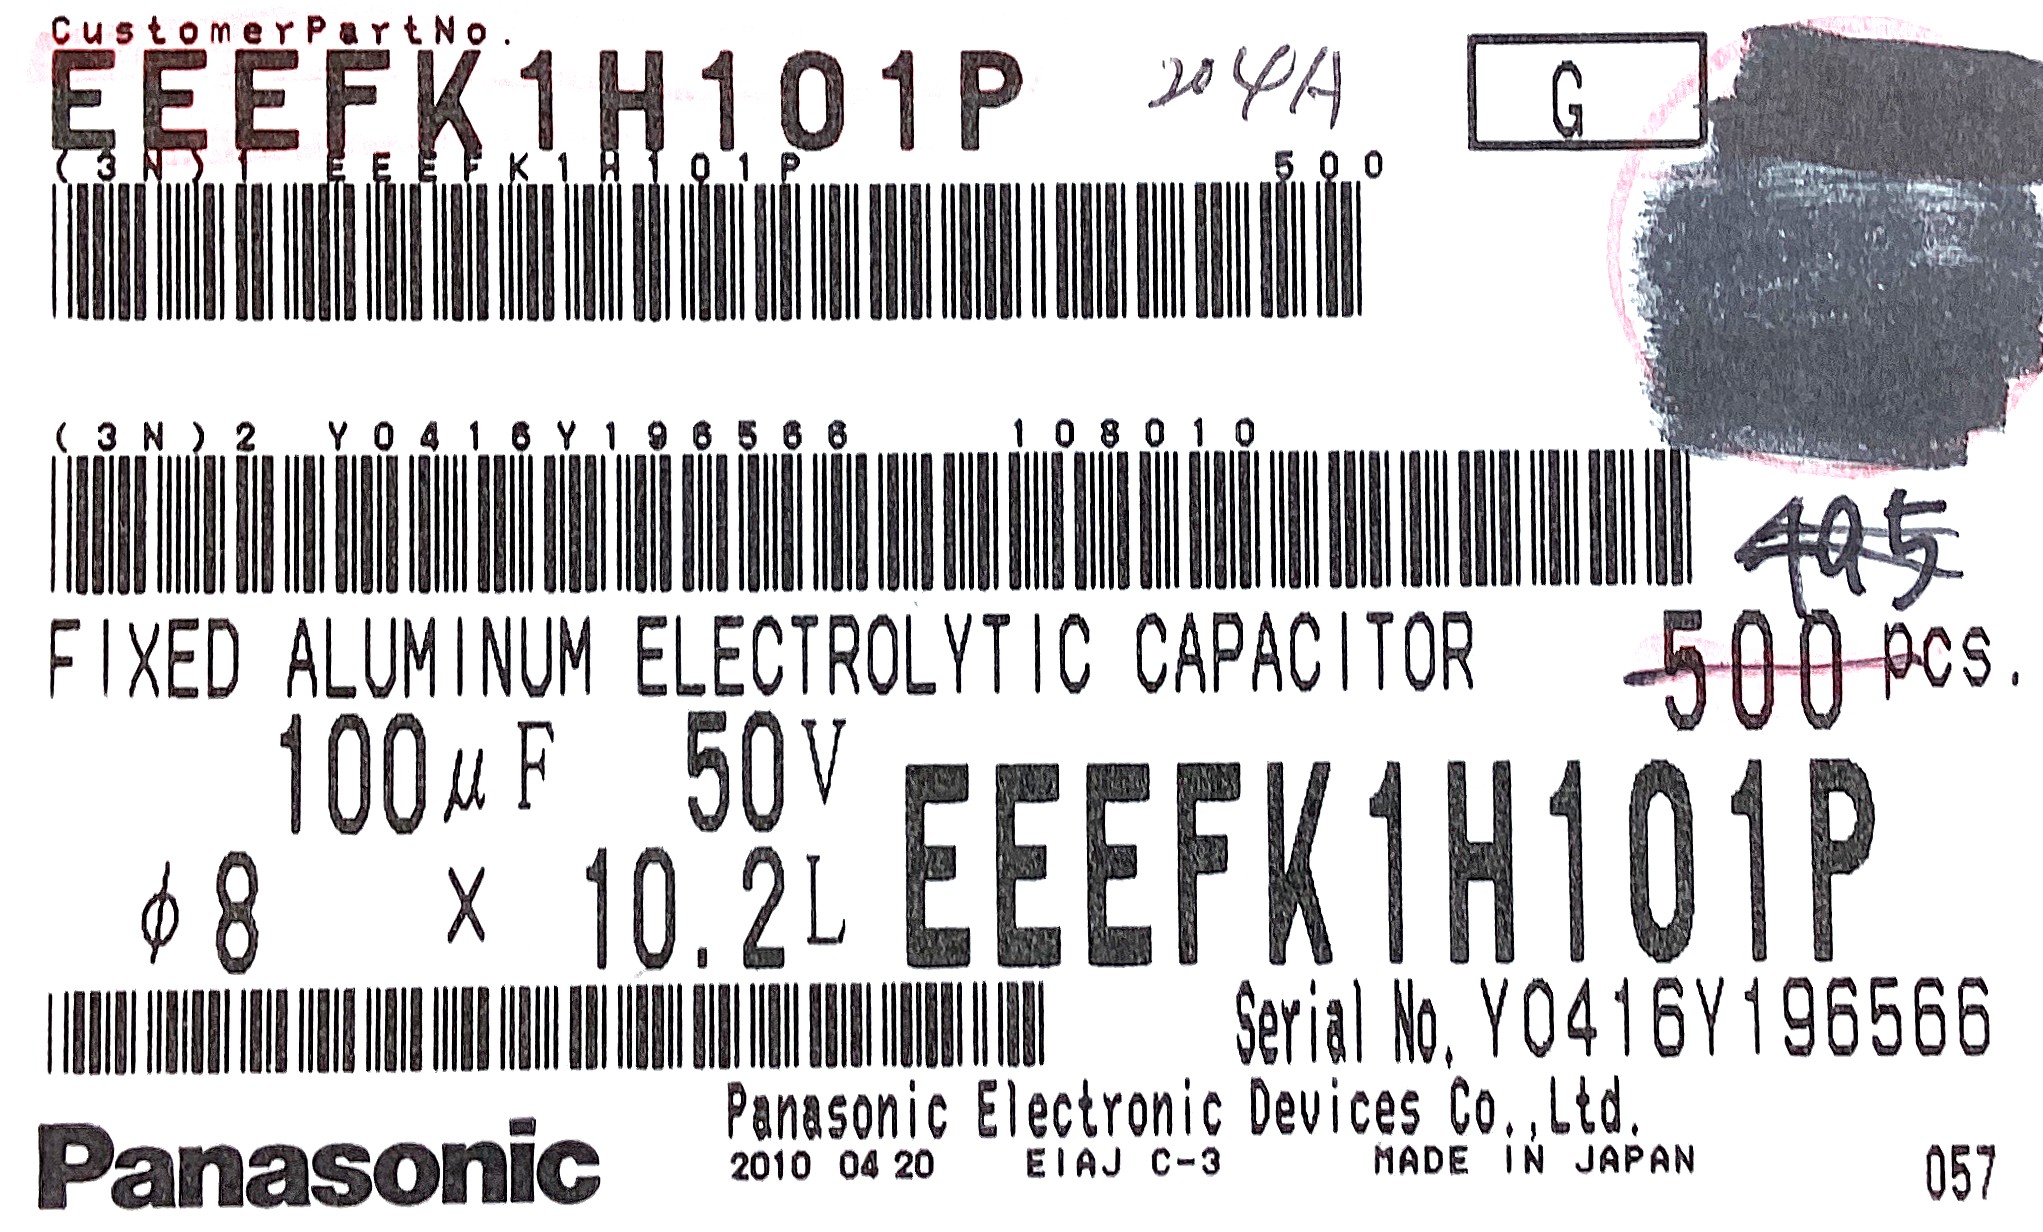 CustomerPartNo.
EEEFK1H101P
204A
G
(3N)1 EEEFK1H101P 500
(3N)2 Y0416Y196566 108010
495
FIXED ALUMINUM ELECTROLYTIC CAPACITOR 500 pcs.
100μF 50V
EEEFK1H101P
φ8 × 10.2L
Serial No. Y0416Y196566
Panasonic Electronic Devices Co.,Ltd.
Panasonic
2010 04 20 EIAJ C-3 MADE IN JAPAN 057